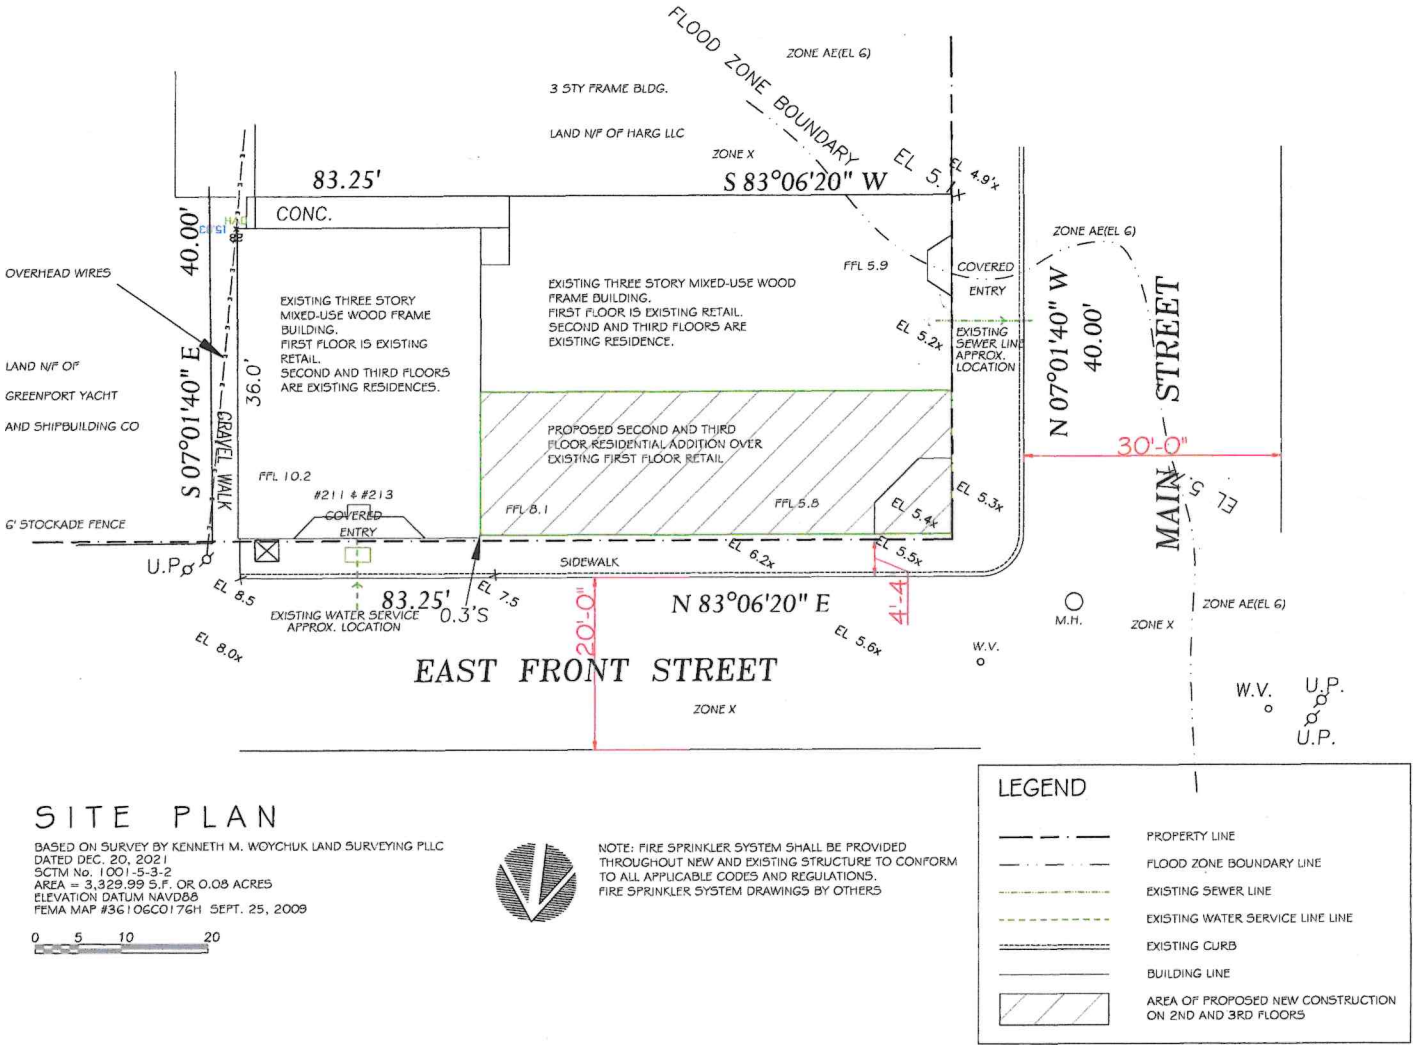 FLOOD ZONE BOUNDARY
ZONE AE(EL 6)
3 STY FRAME BLDG.
LAND N/F OF HARG LLC
ZONE X
EL 5.1x
EL 4.9'x
83.25'
S 83°06'20" W
CONC.
40.00'
S 07°01'40" E
OVERHEAD WIRES
LAND N/F OF
GREENPORT YACHT
AND SHIPBUILDING CO
6' STOCKADE FENCE
GRAVEL WALK
36.0'
EXISTING THREE STORY
MIXED-USE WOOD FRAME
BUILDING.
FIRST FLOOR IS EXISTING
RETAIL.
SECOND AND THIRD FLOORS
ARE EXISTING RESIDENCES.
FFL 10.2
#211 & #213
COVERED
ENTRY
EXISTING THREE STORY MIXED-USE WOOD
FRAME BUILDING.
FIRST FLOOR IS EXISTING RETAIL.
SECOND AND THIRD FLOORS ARE
EXISTING RESIDENCE.
FFL 5.9
COVERED
ENTRY
ZONE AE(EL 6)
EL 5.2x
EXISTING
SEWER LINE
APPROX.
LOCATION
N 07°01'40" W
40.00'
MAIN STREET
30'-0"
EL 5.
PROPOSED SECOND AND THIRD
FLOOR RESIDENTIAL ADDITION OVER
EXISTING FIRST FLOOR RETAIL
FFL 8.1
FFL 5.8
EL 5.4x
EL 5.3x
U.P.
SIDEWALK
EL 6.2x
EL 5.5x
EL 8.5
EL 7.5
83.25'
0.3'S
N 83°06'20" E
4'-4"
EXISTING WATER SERVICE
APPROX. LOCATION
20'-0"
EL 8.0x
EL 5.6x
EAST FRONT STREET
ZONE X
M.H.
W.V.
ZONE X
ZONE AE(EL 6)
W.V.
U.P.
U.P.
SITE PLAN
BASED ON SURVEY BY KENNETH M. WOYCHUK LAND SURVEYING PLLC
DATED DEC. 20, 2021
SCTM No. 1001-5-3-2
AREA = 3,329.99 S.F. OR 0.08 ACRES
ELEVATION DATUM NAVD88
FEMA MAP #36106C0176H SEPT. 25, 2009
0 5 10 20
NOTE: FIRE SPRINKLER SYSTEM SHALL BE PROVIDED
THROUGHOUT NEW AND EXISTING STRUCTURE TO CONFORM
TO ALL APPLICABLE CODES AND REGULATIONS.
FIRE SPRINKLER SYSTEM DRAWINGS BY OTHERS
LEGEND
PROPERTY LINE
FLOOD ZONE BOUNDARY LINE
EXISTING SEWER LINE
EXISTING WATER SERVICE LINE LINE
EXISTING CURB
BUILDING LINE
AREA OF PROPOSED NEW CONSTRUCTION
ON 2ND AND 3RD FLOORS